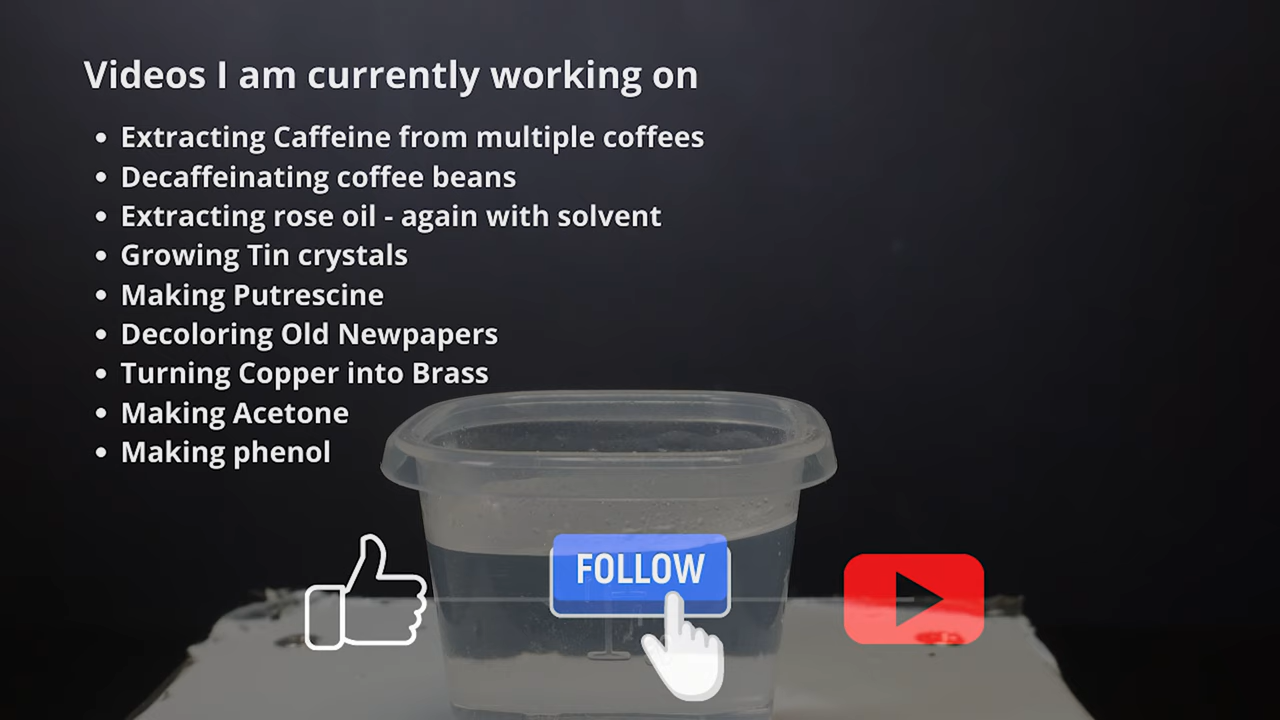 Videos I am currently working on
• Extracting Caffeine from multiple coffees
• Decaffeinating coffee beans
• Extracting rose oil - again with solvent
• Growing Tin crystals
• Making Putrescine
• Decoloring Old Newpapers
• Turning Copper into Brass
• Making Acetone
• Making phenol
FOLLOW